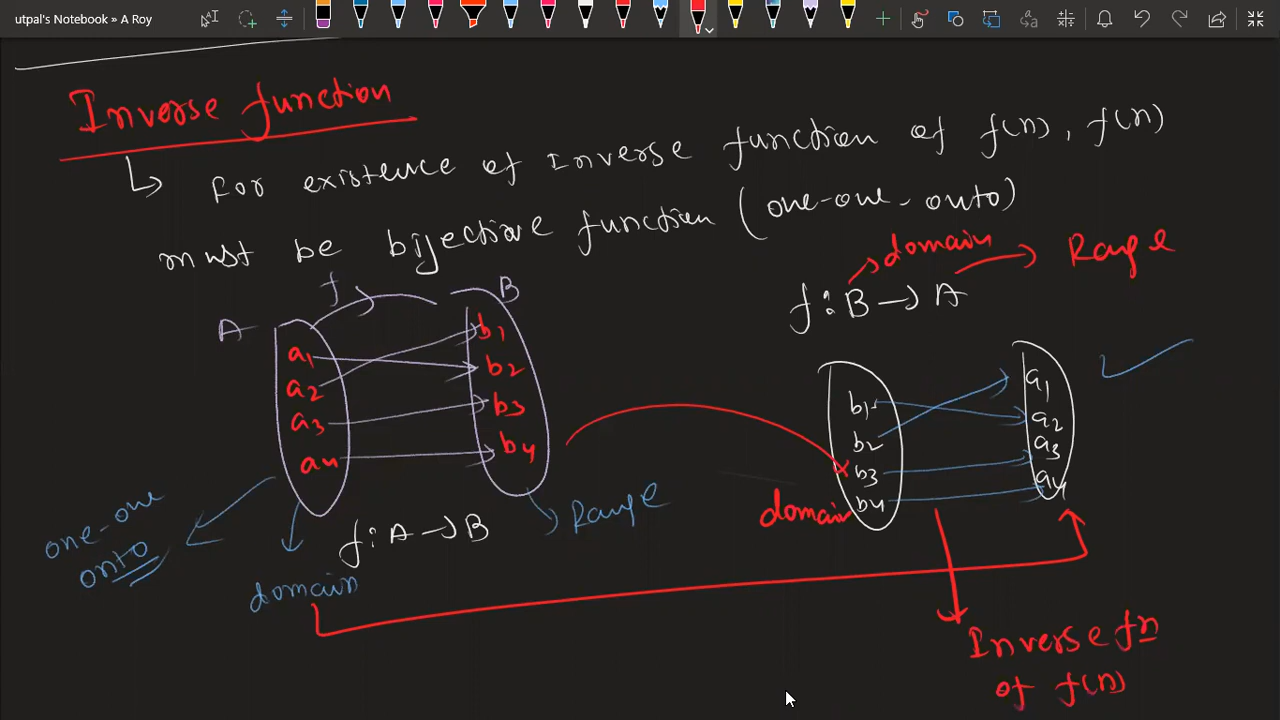 utpal's Notebook » A Roy
Inverse function
For existence of Inverse function of f(n), f(n)
must be bijective function (one-one - onto)
domain
Range
f : B → A
f
A
B
a1
a2
a3
a4
b1
b2
b3
b4
f : A → B
one-one
onto
domain
Range
b1
b2
b3
b4
domain
a1
a2
a3
a4
Inverse fn
of f(n)